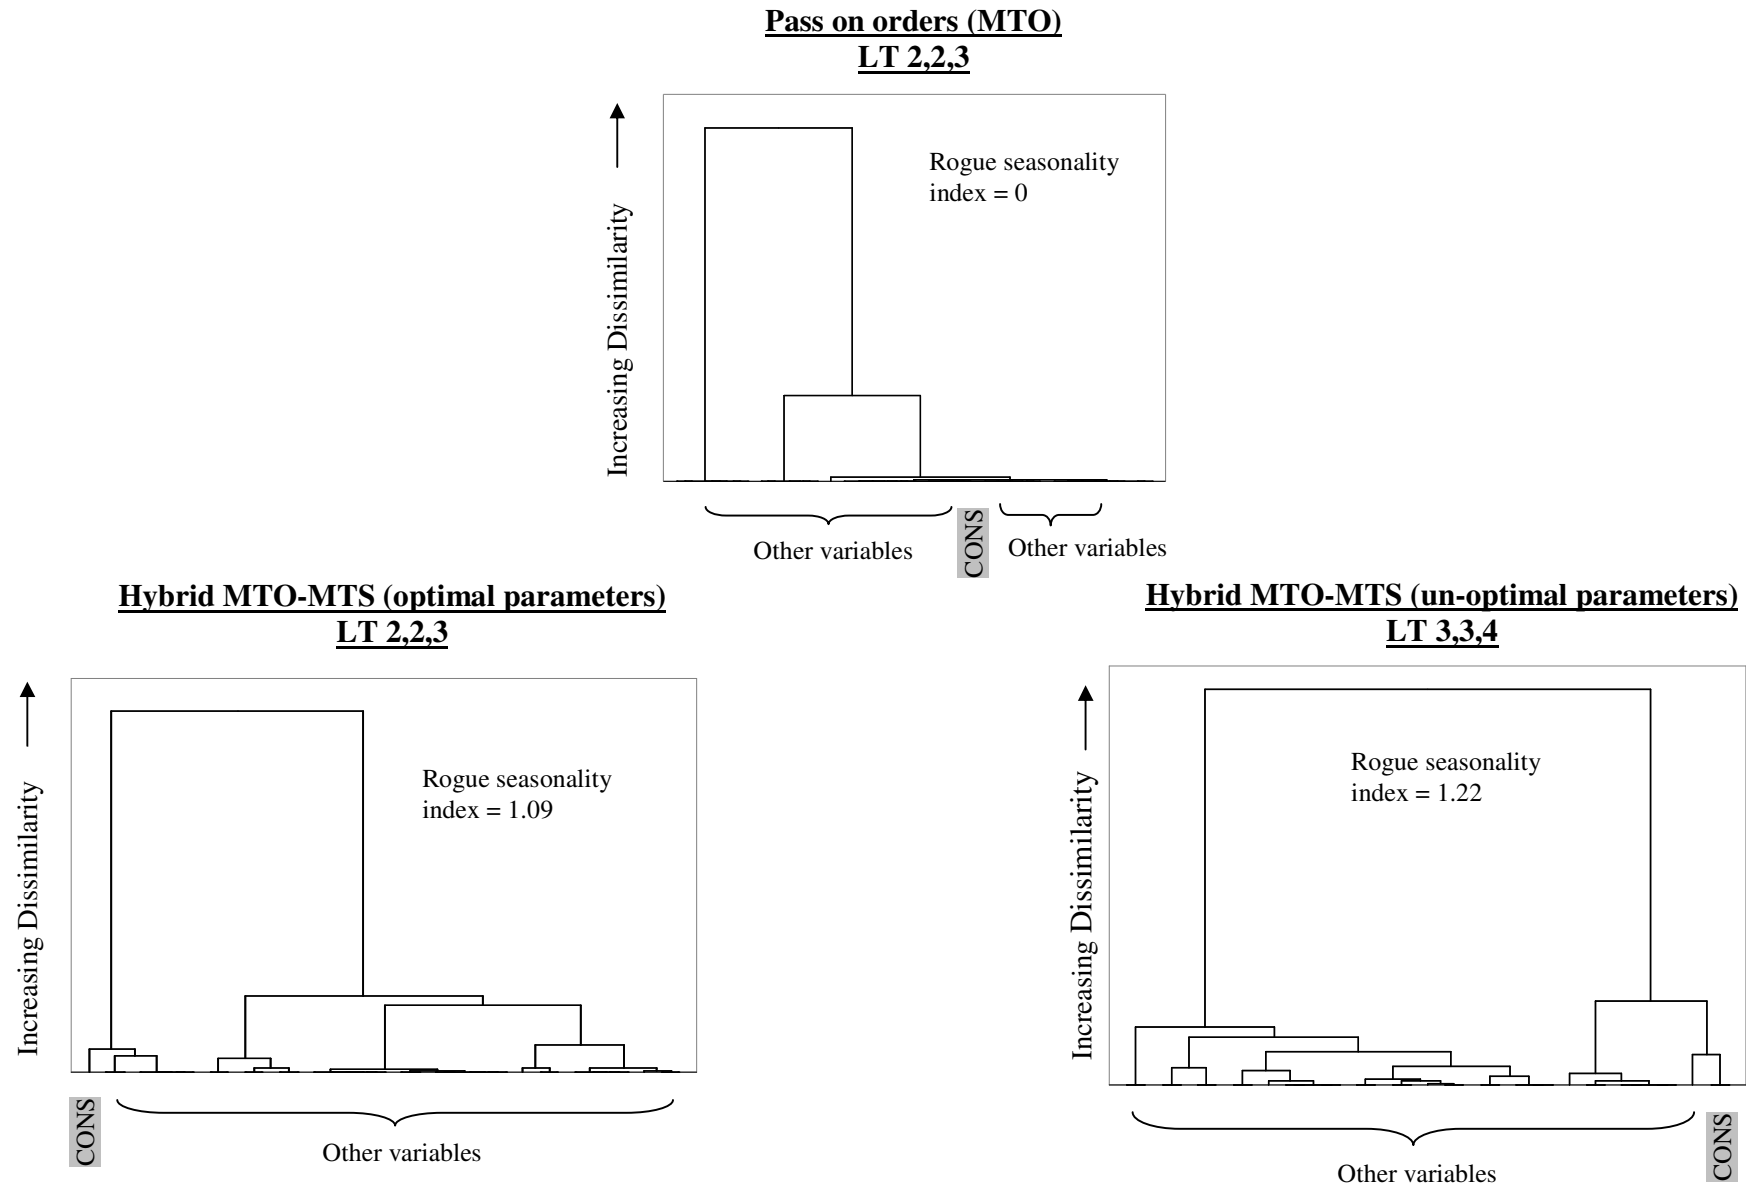 Pass on orders (MTO)
LT 2,2,3
Increasing Dissimilarity
Rogue seasonality
index = 0
Other variables
CONS
Other variables
Hybrid MTO-MTS (optimal parameters)
LT 2,2,3
Increasing Dissimilarity
Rogue seasonality
index = 1.09
CONS
Other variables
Hybrid MTO-MTS (un-optimal parameters)
LT 3,3,4
Increasing Dissimilarity
Rogue seasonality
index = 1.22
Other variables
CONS